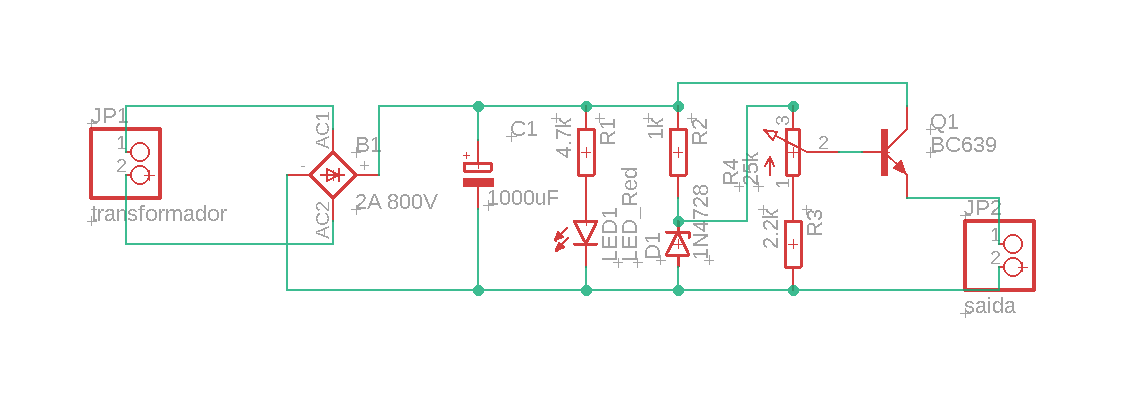 JP1
1
2
transformador
AC1
AC2
B1
-
+
2A 800V
+
C1
1000uF
4.7k
R1
LED1
LED_Red
1k
R2
D1
1N4728
R4
25k
3
2
1
2.2k
R3
Q1
BC639
JP2
1
2
saida